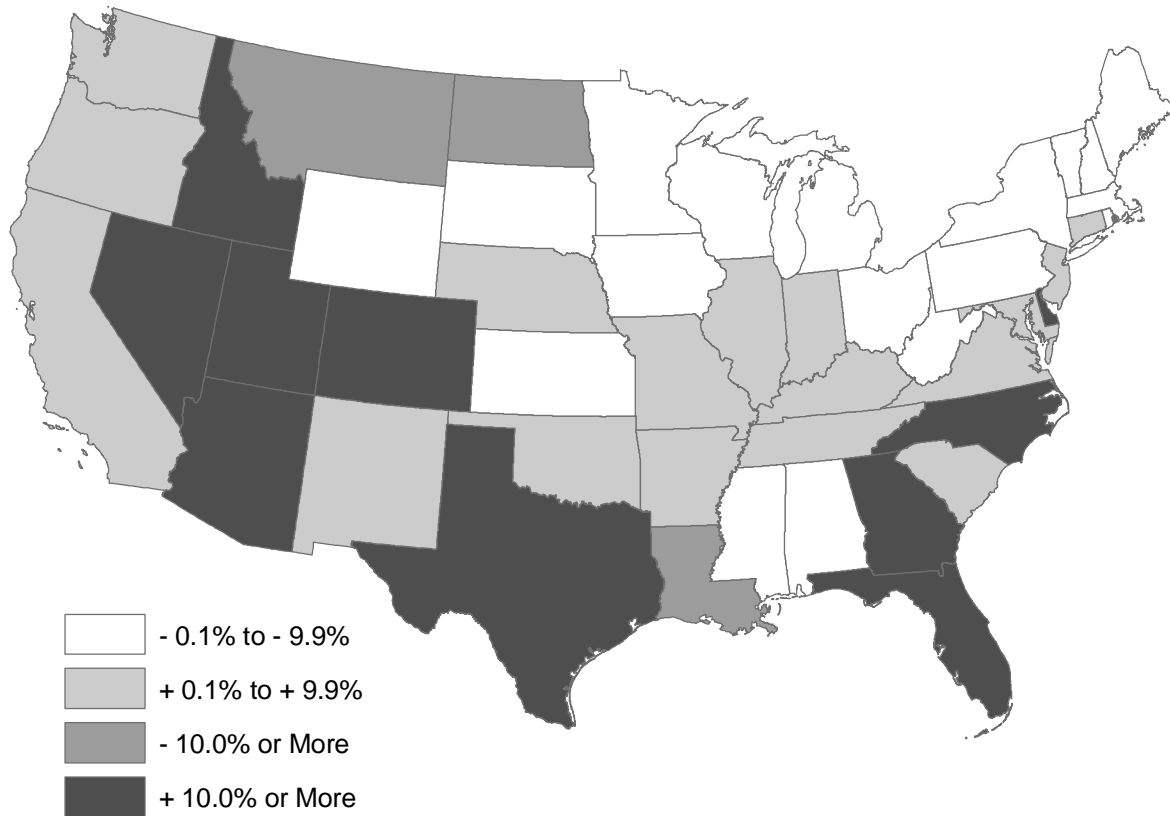 - 0.1% to - 9.9%
+ 0.1% to + 9.9%
- 10.0% or More
+ 10.0% or More